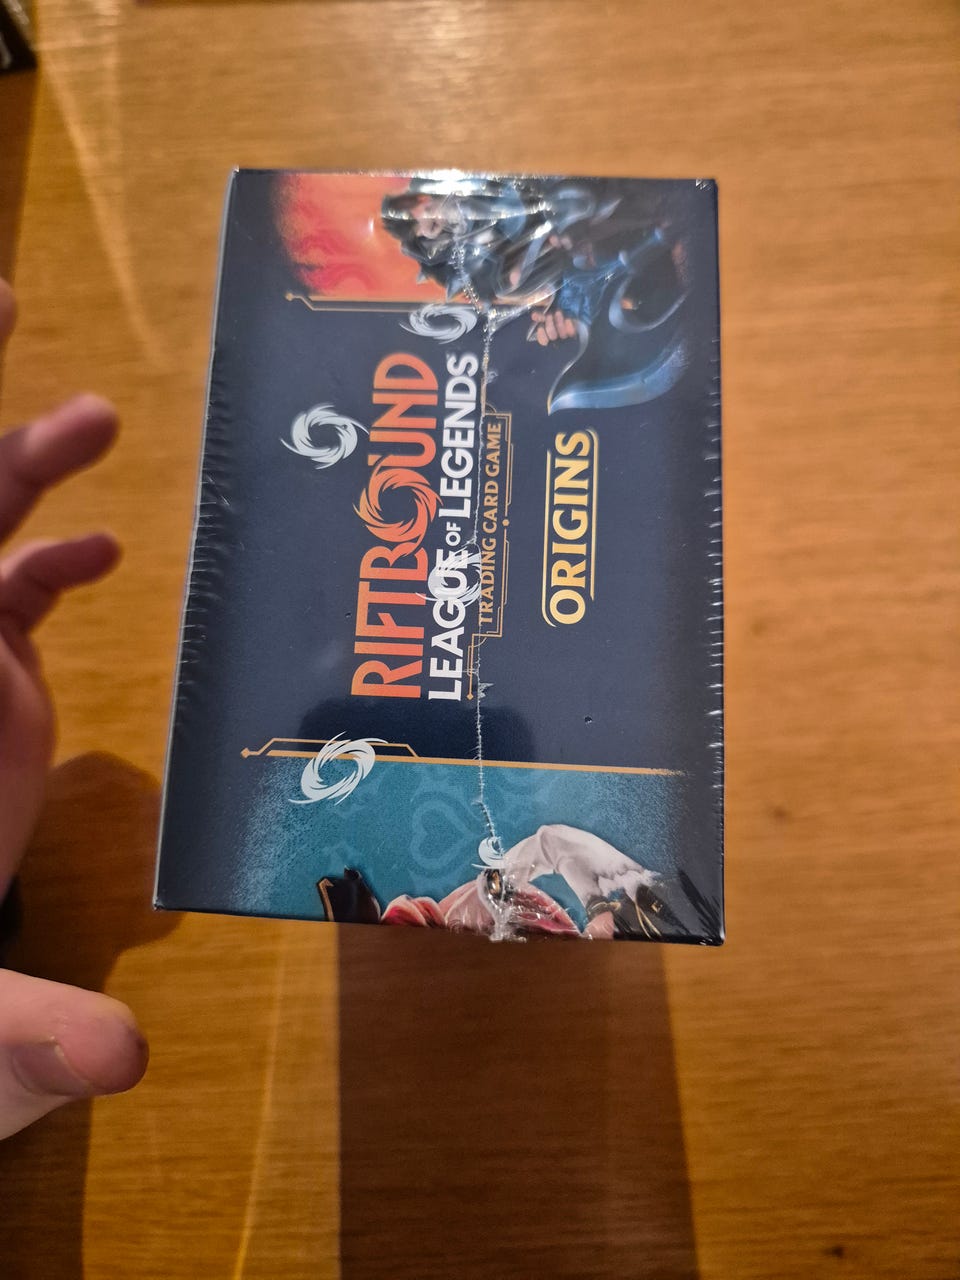 RIFTBOUND
LEAGUE OF LEGENDS
TRADING CARD GAME
ORIGINS